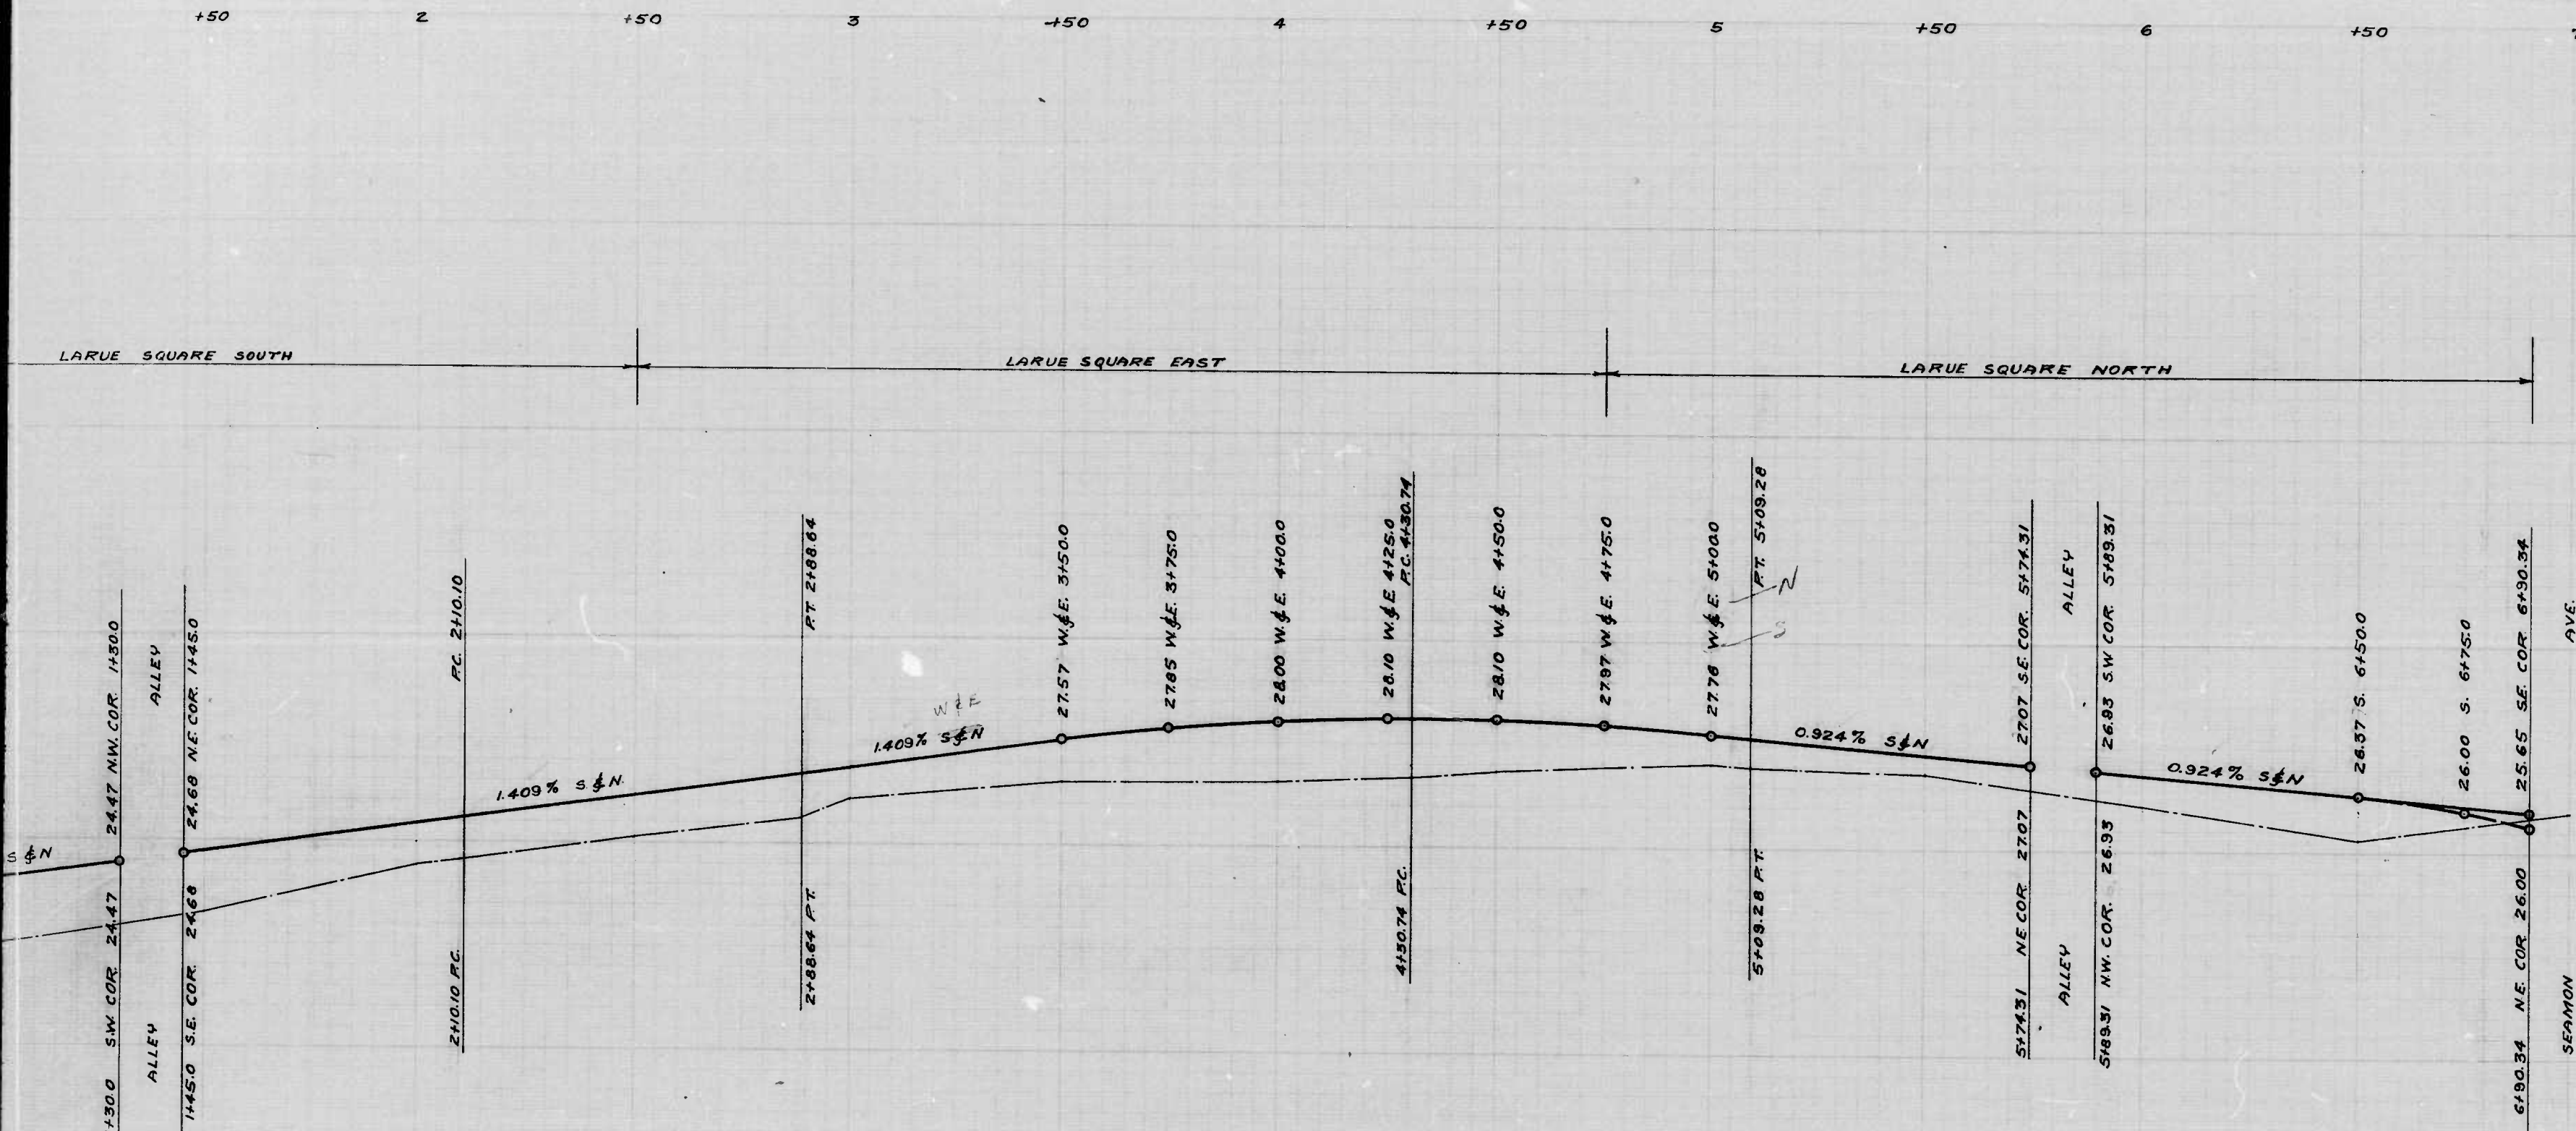 +50 2 +50 3 +50 4 +50 5 +50 6 +50
LARUE SQUARE SOUTH
LARUE SQUARE EAST
LARUE SQUARE NORTH
24.47 N.W. COR. 1+30.0
ALLEY
24.68 N.E. COR. 1+45.0
P.C. 2+10.10
P.T. 2+88.64
27.57 W.&E. 3+50.0
27.85 W.&E. 3+75.0
28.00 W.&E. 4+00.0
28.10 W.&E. 4+25.0
P.C. 4+30.74
28.10 W.&E. 4+50.0
27.97 W.&E. 4+75.0
27.76 W.&E. 5+00.0
N
S
P.T. 5+09.28
27.07 S.E. COR. 5+74.31
ALLEY
26.93 S.W. COR. 5+89.31
26.37 S. 6+50.0
26.00 S. 6+75.0
25.65 S.E. COR. 6+90.34
AVE.
S&N
1.409% S.&N.
W&E
1.409% S&N
0.924% S&N
0.924% S&N
+30.0 S.W. COR. 24.47
ALLEY
1+45.0 S.E. COR. 24.68
2+10.10 P.C.
2+88.64 P.T.
4+30.74 P.C.
5+09.28 P.T.
5+74.31 N.E. COR. 27.07
ALLEY
5+89.31 N.W. COR. 26.93
6+90.34 N.E. COR. 26.00
SEAMON